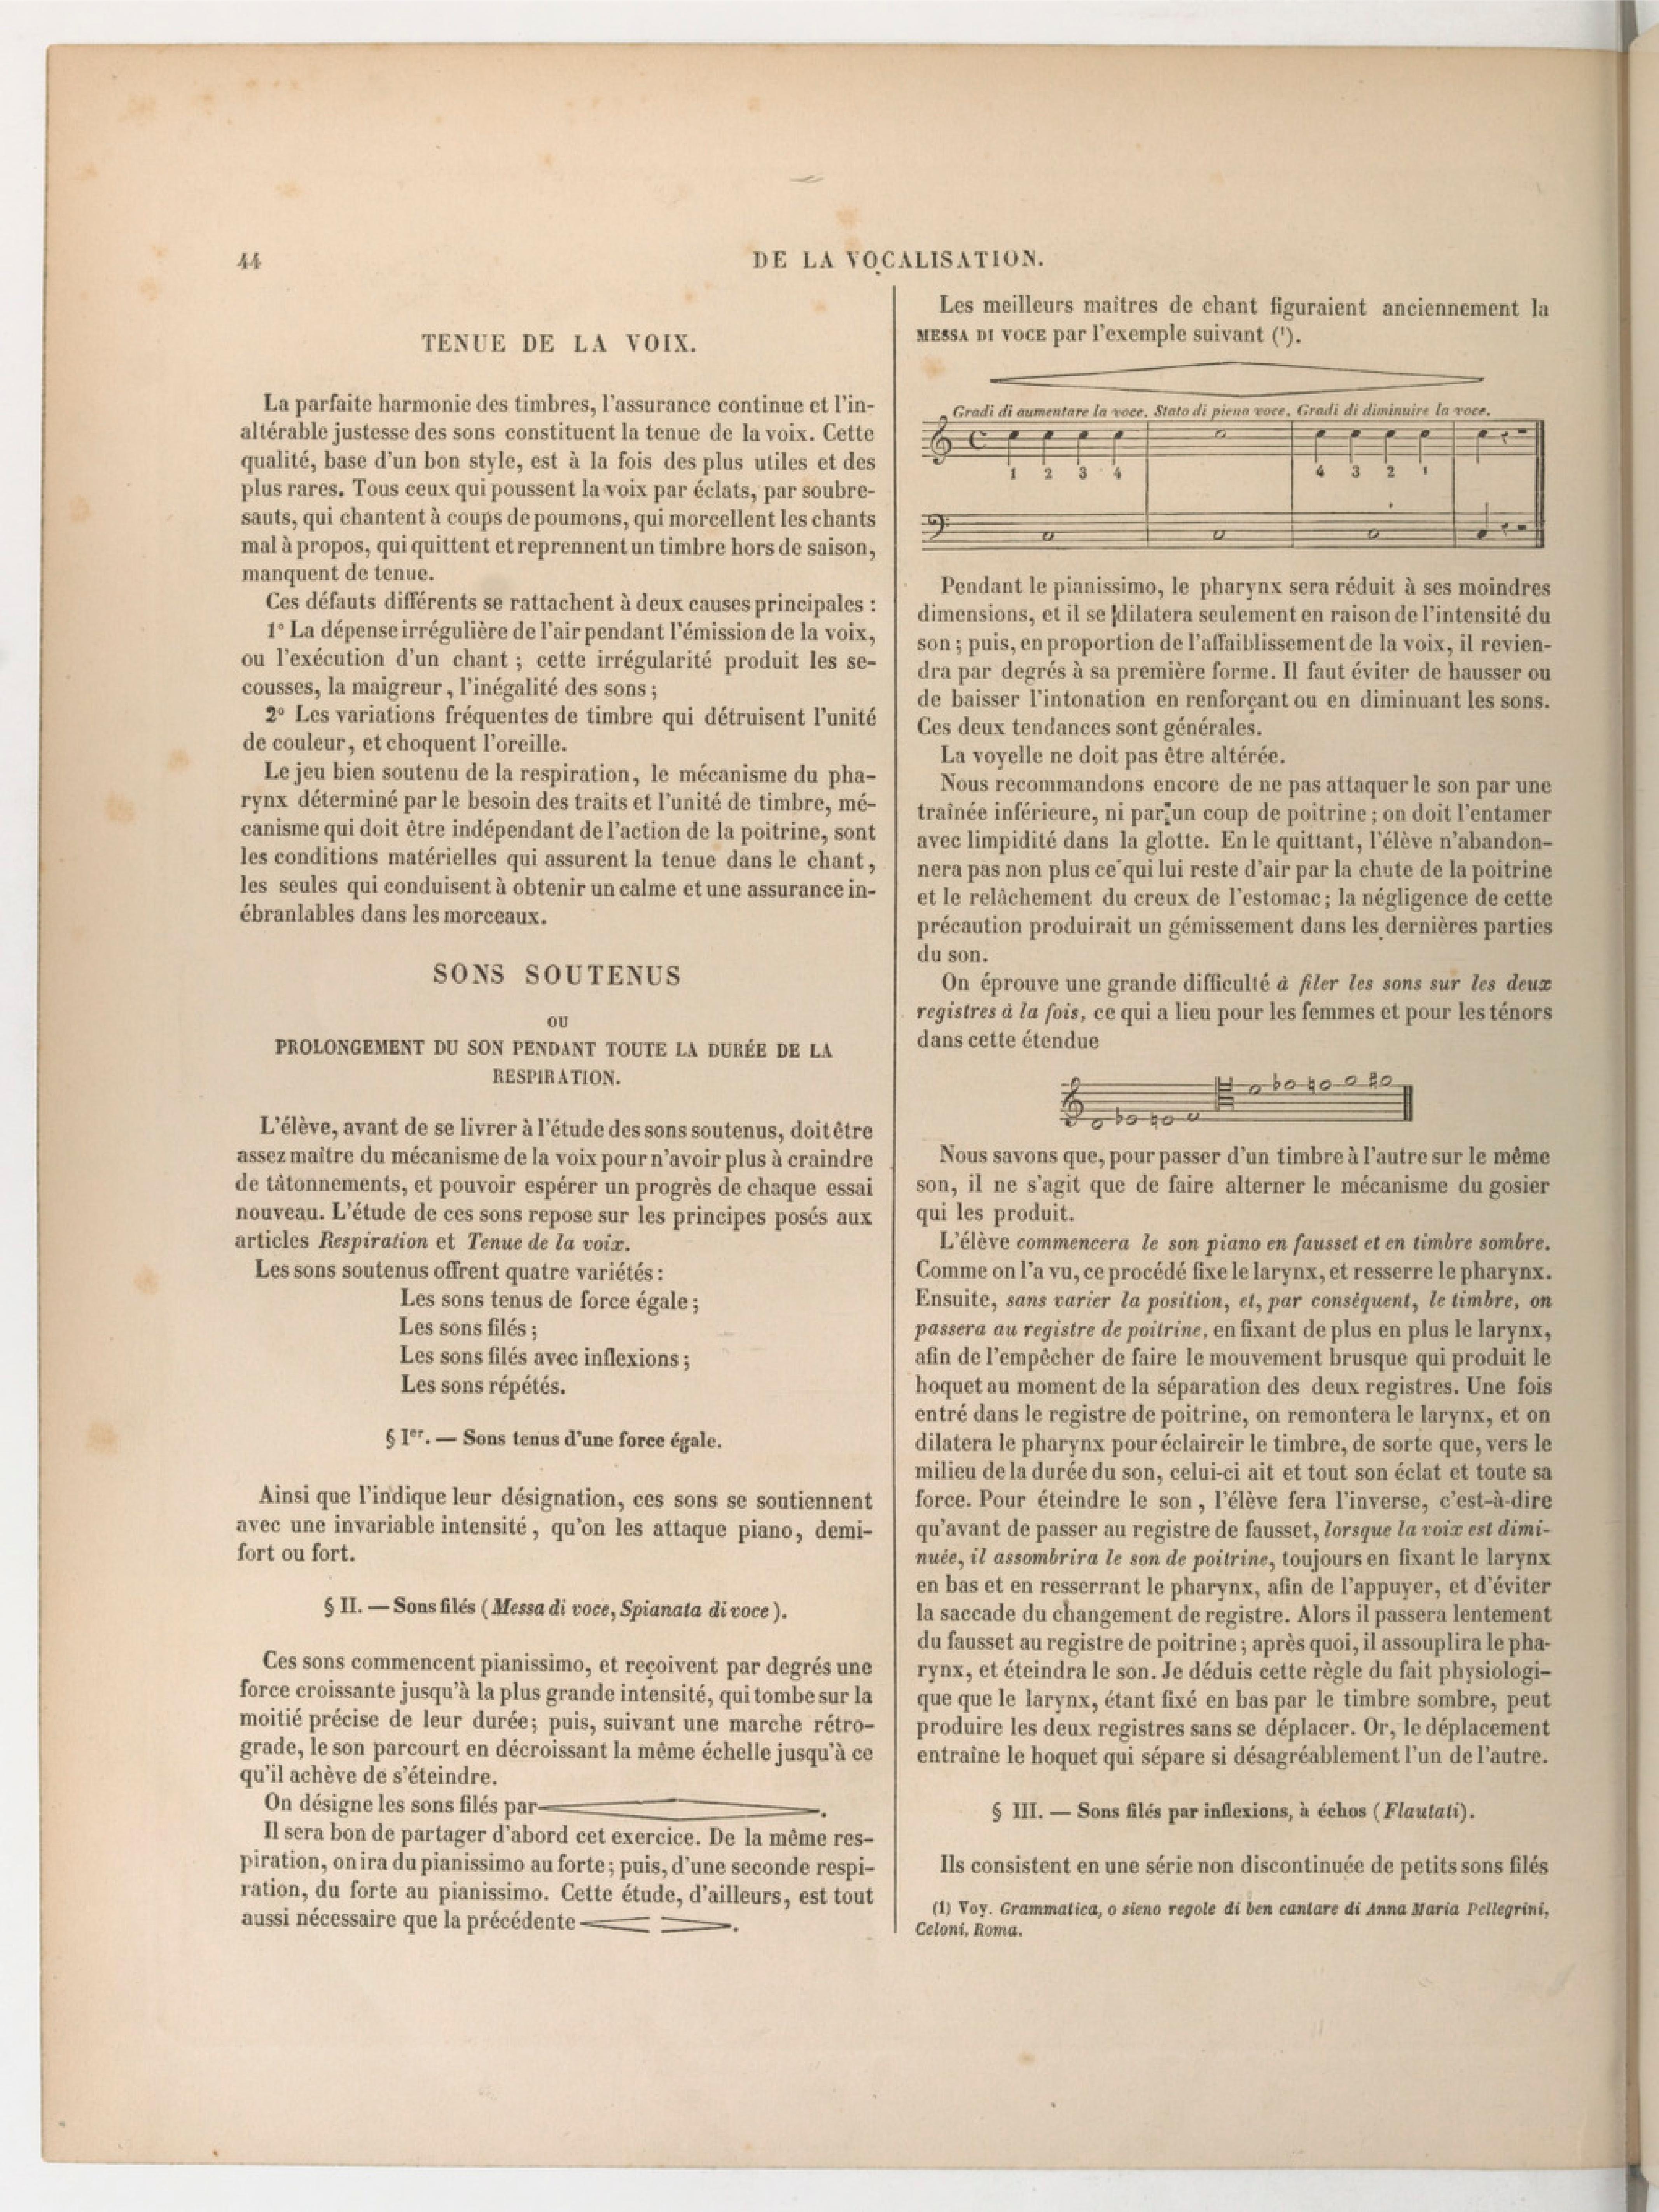 44
DE LA VOCALISATION.
TENUE DE LA VOIX.
La parfaite harmonie des timbres, l'assurance continue et l'in-
altérable justesse des sons constituent la tenue de la voix. Cette
qualité, base d'un bon style, est à la fois des plus utiles et des
plus rares. Tous ceux qui poussent la voix par éclats, par soubre-
sauts, qui chantent à coups de poumons, qui morcellent les chants
mal à propos, qui quittent et reprennent un timbre hors de saison,
manquent de tenue.
Ces défauts différents se rattachent à deux causes principales :
1° La dépense irrégulière de l'air pendant l'émission de la voix,
ou l'exécution d'un chant ; cette irrégularité produit les se-
cousses, la maigreur, l'inégalité des sons ;
2° Les variations fréquentes de timbre qui détruisent l'unité
de couleur, et choquent l'oreille.
Le jeu bien soutenu de la respiration, le mécanisme du pha-
rynx déterminé par le besoin des traits et l'unité de timbre, mé-
canisme qui doit être indépendant de l'action de la poitrine, sont
les conditions matérielles qui assurent la tenue dans le chant,
les seules qui conduisent à obtenir un calme et une assurance in-
ébranlables dans les morceaux.
SONS SOUTENUS
OU
PROLONGEMENT DU SON PENDANT TOUTE LA DURÉE DE LA
RESPIRATION.
L'élève, avant de se livrer à l'étude des sons soutenus, doit être
assez maître du mécanisme de la voix pour n'avoir plus à craindre
de tâtonnements, et pouvoir espérer un progrès de chaque essai
nouveau. L'étude de ces sons repose sur les principes posés aux
articles Respiration et Tenue de la voix.
Les sons soutenus offrent quatre variétés :
Les sons tenus de force égale ;
Les sons filés ;
Les sons filés avec inflexions ;
Les sons répétés.
§ Ier. — Sons tenus d'une force égale.
Ainsi que l'indique leur désignation, ces sons se soutiennent
avec une invariable intensité, qu'on les attaque piano, demi-
fort ou fort.
§ II. — Sons filés (Messa di voce, Spianata di voce).
Ces sons commencent pianissimo, et reçoivent par degrés une
force croissante jusqu'à la plus grande intensité, qui tombe sur la
moitié précise de leur durée; puis, suivant une marche rétro-
grade, le son parcourt en décroissant la même échelle jusqu'à ce
qu'il achève de s'éteindre.
On désigne les sons filés par .
Il sera bon de partager d'abord cet exercice. De la même res-
piration, on ira du pianissimo au forte ; puis, d'une seconde respi-
ration, du forte au pianissimo. Cette étude, d'ailleurs, est tout
aussi nécessaire que la précédente .
Les meilleurs maîtres de chant figuraient anciennement la
MESSA DI VOCE par l'exemple suivant (1).
Gradi di aumentare la voce. Stato di piena voce. Gradi di diminuire la voce.
1 2 3 4 4 3 2 1
Pendant le pianissimo, le pharynx sera réduit à ses moindres
dimensions, et il se dilatera seulement en raison de l'intensité du
son ; puis, en proportion de l'affaiblissement de la voix, il revien-
dra par degrés à sa première forme. Il faut éviter de hausser ou
de baisser l'intonation en renforçant ou en diminuant les sons.
Ces deux tendances sont générales.
La voyelle ne doit pas être altérée.
Nous recommandons encore de ne pas attaquer le son par une
traînée inférieure, ni par un coup de poitrine ; on doit l'entamer
avec limpidité dans la glotte. En le quittant, l'élève n'abandon-
nera pas non plus ce qui lui reste d'air par la chute de la poitrine
et le relâchement du creux de l'estomac; la négligence de cette
précaution produirait un gémissement dans les dernières parties
du son.
On éprouve une grande difficulté à filer les sons sur les deux
registres à la fois, ce qui a lieu pour les femmes et pour les ténors
dans cette étendue
Nous savons que, pour passer d'un timbre à l'autre sur le même
son, il ne s'agit que de faire alterner le mécanisme du gosier
qui les produit.
L'élève commencera le son piano en fausset et en timbre sombre.
Comme on l'a vu, ce procédé fixe le larynx, et resserre le pharynx.
Ensuite, sans varier la position, et, par conséquent, le timbre, on
passera au registre de poitrine, en fixant de plus en plus le larynx,
afin de l'empêcher de faire le mouvement brusque qui produit le
hoquet au moment de la séparation des deux registres. Une fois
entré dans le registre de poitrine, on remontera le larynx, et on
dilatera le pharynx pour éclaircir le timbre, de sorte que, vers le
milieu de la durée du son, celui-ci ait et tout son éclat et toute sa
force. Pour éteindre le son, l'élève fera l'inverse, c'est-à-dire
qu'avant de passer au registre de fausset, lorsque la voix est dimi-
nuée, il assombrira le son de poitrine, toujours en fixant le larynx
en bas et en resserrant le pharynx, afin de l'appuyer, et d'éviter
la saccade du changement de registre. Alors il passera lentement
du fausset au registre de poitrine ; après quoi, il assouplira le pha-
rynx, et éteindra le son. Je déduis cette règle du fait physiologi-
que que le larynx, étant fixé en bas par le timbre sombre, peut
produire les deux registres sans se déplacer. Or, le déplacement
entraîne le hoquet qui sépare si désagréablement l'un de l'autre.
§ III. — Sons filés par inflexions, à échos (Flautati).
Ils consistent en une série non discontinuée de petits sons filés
(1) Voy. Grammatica, o sieno regole di ben cantare di Anna Maria Pellegrini,
Celoni, Roma.